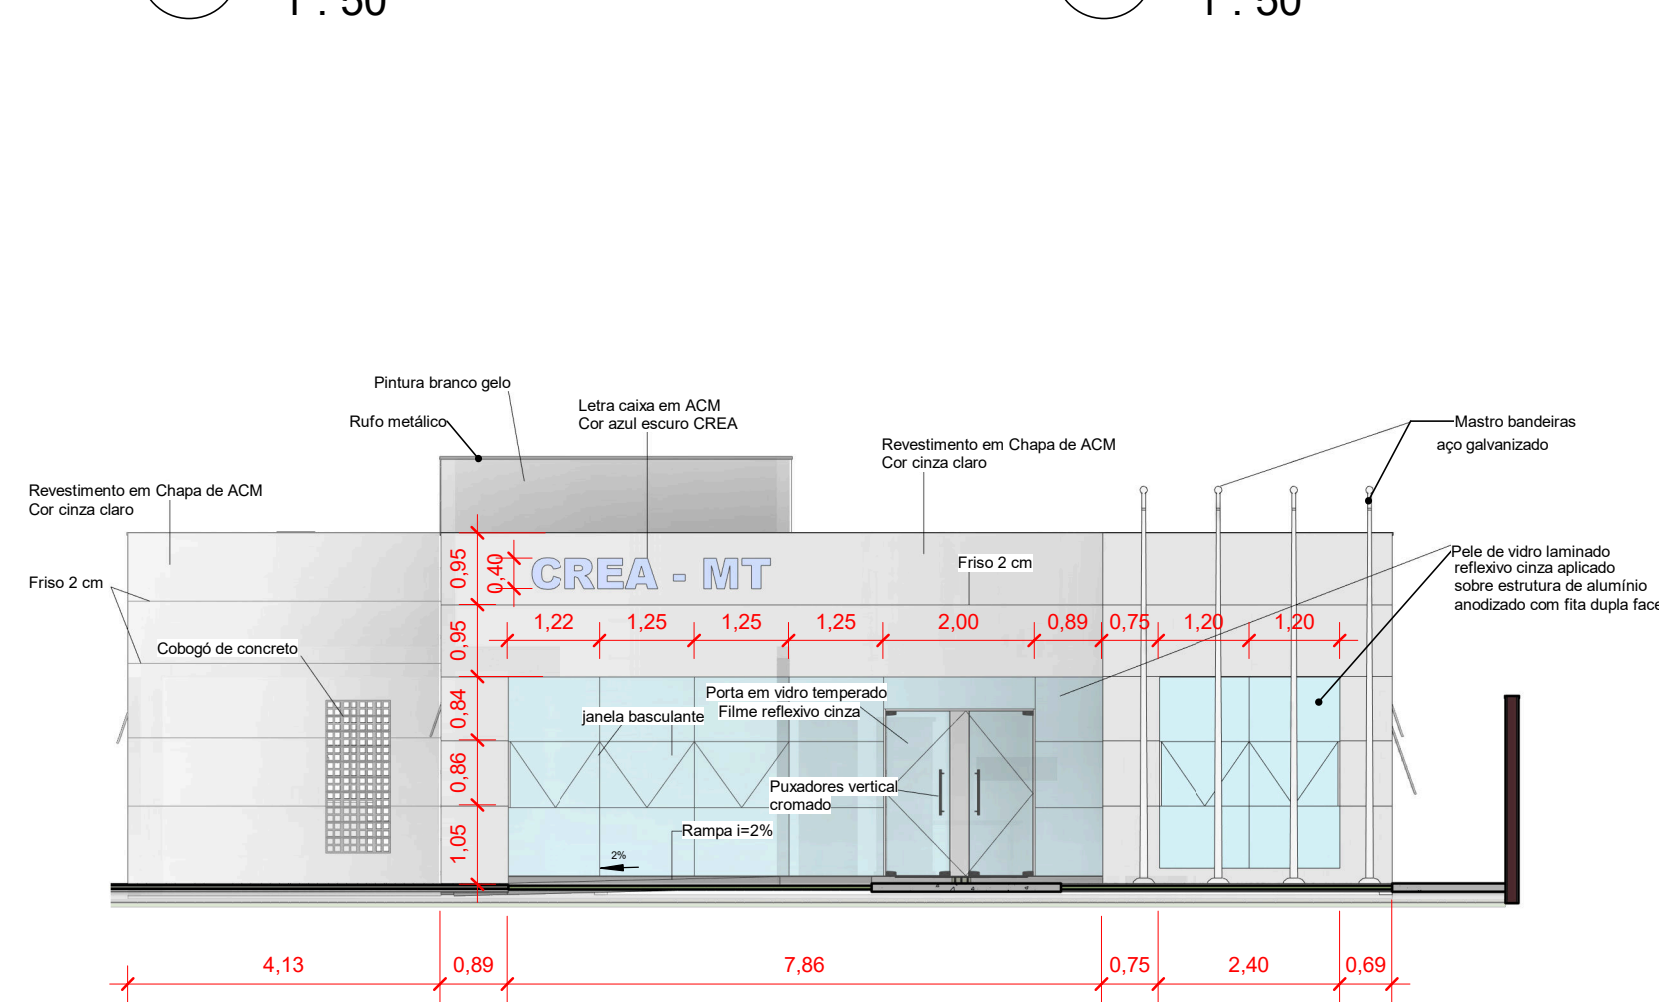 1 : 50
1 : 50
Pintura branco gelo
Rufo metálico
Letra caixa em ACM
Cor azul escuro CREA
Revestimento em Chapa de ACM
Cor cinza claro
Mastro bandeiras
aço galvanizado
Revestimento em Chapa de ACM
Cor cinza claro
Friso 2 cm
Cobogó de concreto
0,95
0,40
CREA - MT
Friso 2 cm
Pele de vidro laminado
reflexivo cinza aplicado
sobre estrutura de alumínio
anodizado com fita dupla face
0,95
1,22
1,25
1,25
1,25
2,00
0,89
0,75
1,20
1,20
0,84
janela basculante
Porta em vidro temperado
Filme reflexivo cinza
0,86
Puxadores vertical
cromado
1,05
Rampa i=2%
2%
4,13
0,89
7,86
0,75
2,40
0,69